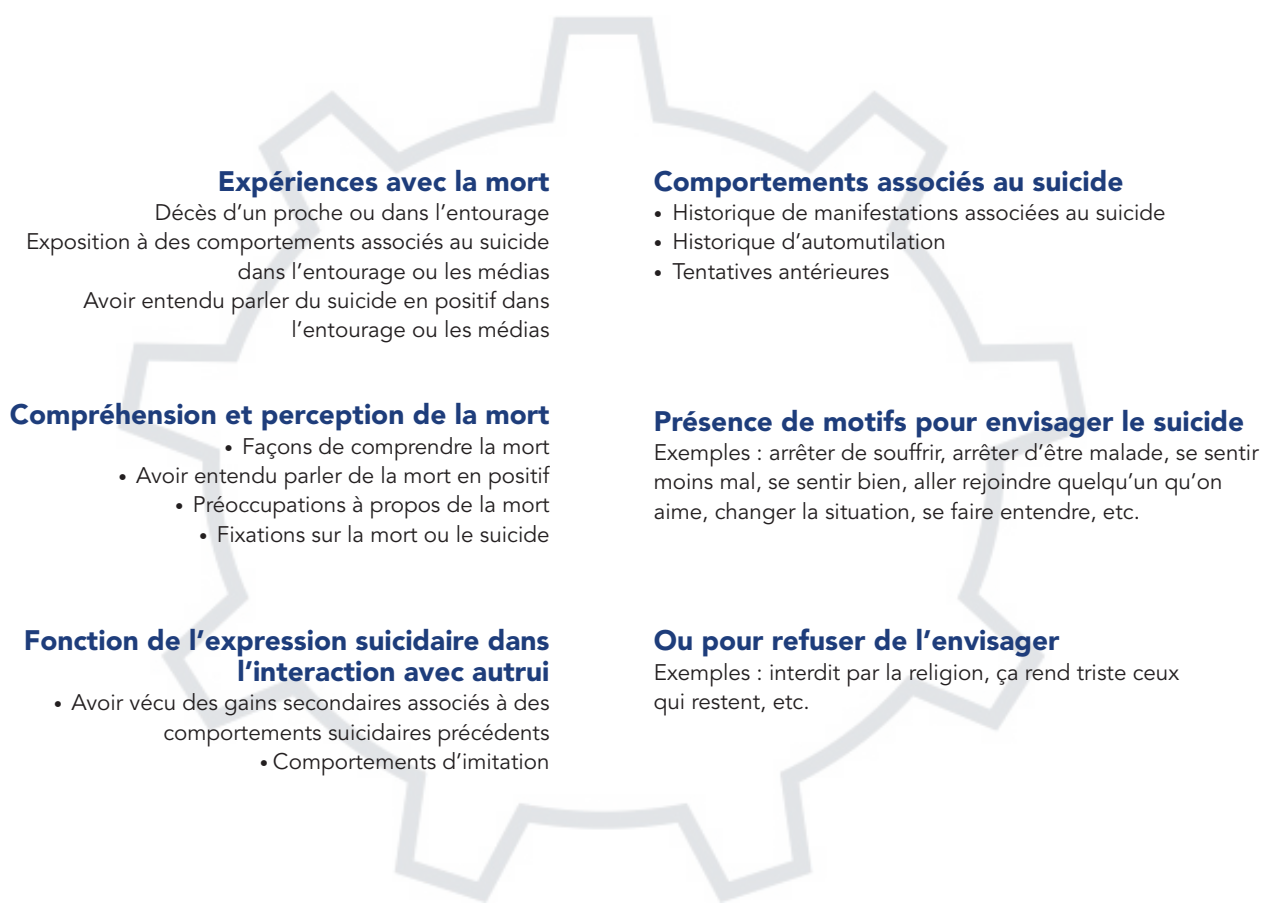 Expériences avec la mort
Décès d’un proche ou dans l’entourage
Exposition à des comportements associés au suicide
dans l’entourage ou les médias
Avoir entendu parler du suicide en positif dans
l’entourage ou les médias
Compréhension et perception de la mort
• Façons de comprendre la mort
• Avoir entendu parler de la mort en positif
• Préoccupations à propos de la mort
• Fixations sur la mort ou le suicide
Fonction de l’expression suicidaire dans
l’interaction avec autrui
• Avoir vécu des gains secondaires associés à des
comportements suicidaires précédents
• Comportements d’imitation
Comportements associés au suicide
• Historique de manifestations associées au suicide
• Historique d’automutilation
• Tentatives antérieures
Présence de motifs pour envisager le suicide
Exemples : arrêter de souffrir, arrêter d’être malade, se sentir
moins mal, se sentir bien, aller rejoindre quelqu’un qu’on
aime, changer la situation, se faire entendre, etc.
Ou pour refuser de l’envisager
Exemples : interdit par la religion, ça rend triste ceux
qui restent, etc.